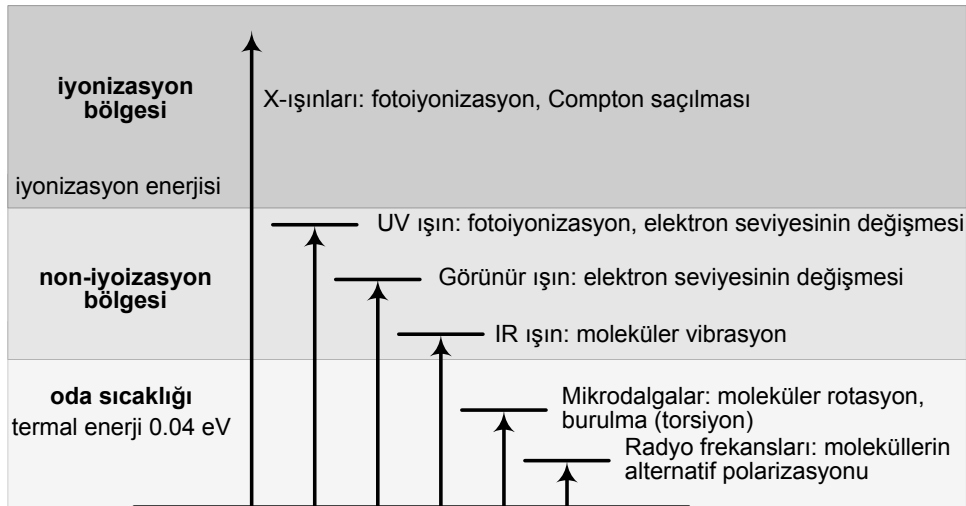 iyonizasyon
bölgesi
X-ışınları: fotoiyonizasyon, Compton saçılması
iyonizasyon enerjisi
UV ışın: fotoiyonizasyon, elektron seviyesinin değişmesi
non-iyoizasyon
bölgesi
Görünür ışın: elektron seviyesinin değişmesi
IR ışın: moleküler vibrasyon
oda sıcaklığı
termal enerji 0.04 eV
Mikrodalgalar: moleküler rotasyon,
burulma (torsiyon)
Radyo frekansları: moleküllerin
alternatif polarizasyonu